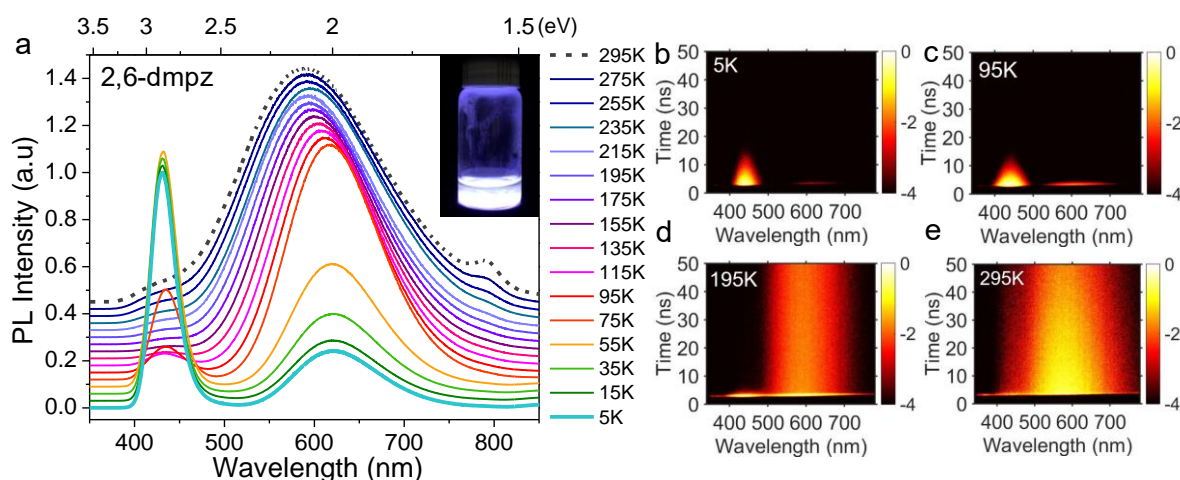 3.5 3 2.5 2 1.5 (eV)
a
2,6-dmpz
PL Intensity (a.u)
1.4
1.2
1.0
0.8
0.6
0.4
0.2
0.0
400 500 600 700 800
Wavelength (nm)
295K
275K
255K
235K
215K
195K
175K
155K
135K
115K
95K
75K
55K
35K
15K
5K
b
5K
Time (ns)
50
40
30
20
10
0
400 500 600 700
Wavelength (nm)
0
-2
-4
c
95K
Time (ns)
50
40
30
20
10
0
400 500 600 700
Wavelength (nm)
0
-2
-4
d
195K
Time (ns)
50
40
30
20
10
0
400 500 600 700
Wavelength (nm)
0
-2
-4
e
295K
Time (ns)
50
40
30
20
10
0
400 500 600 700
Wavelength (nm)
0
-2
-4